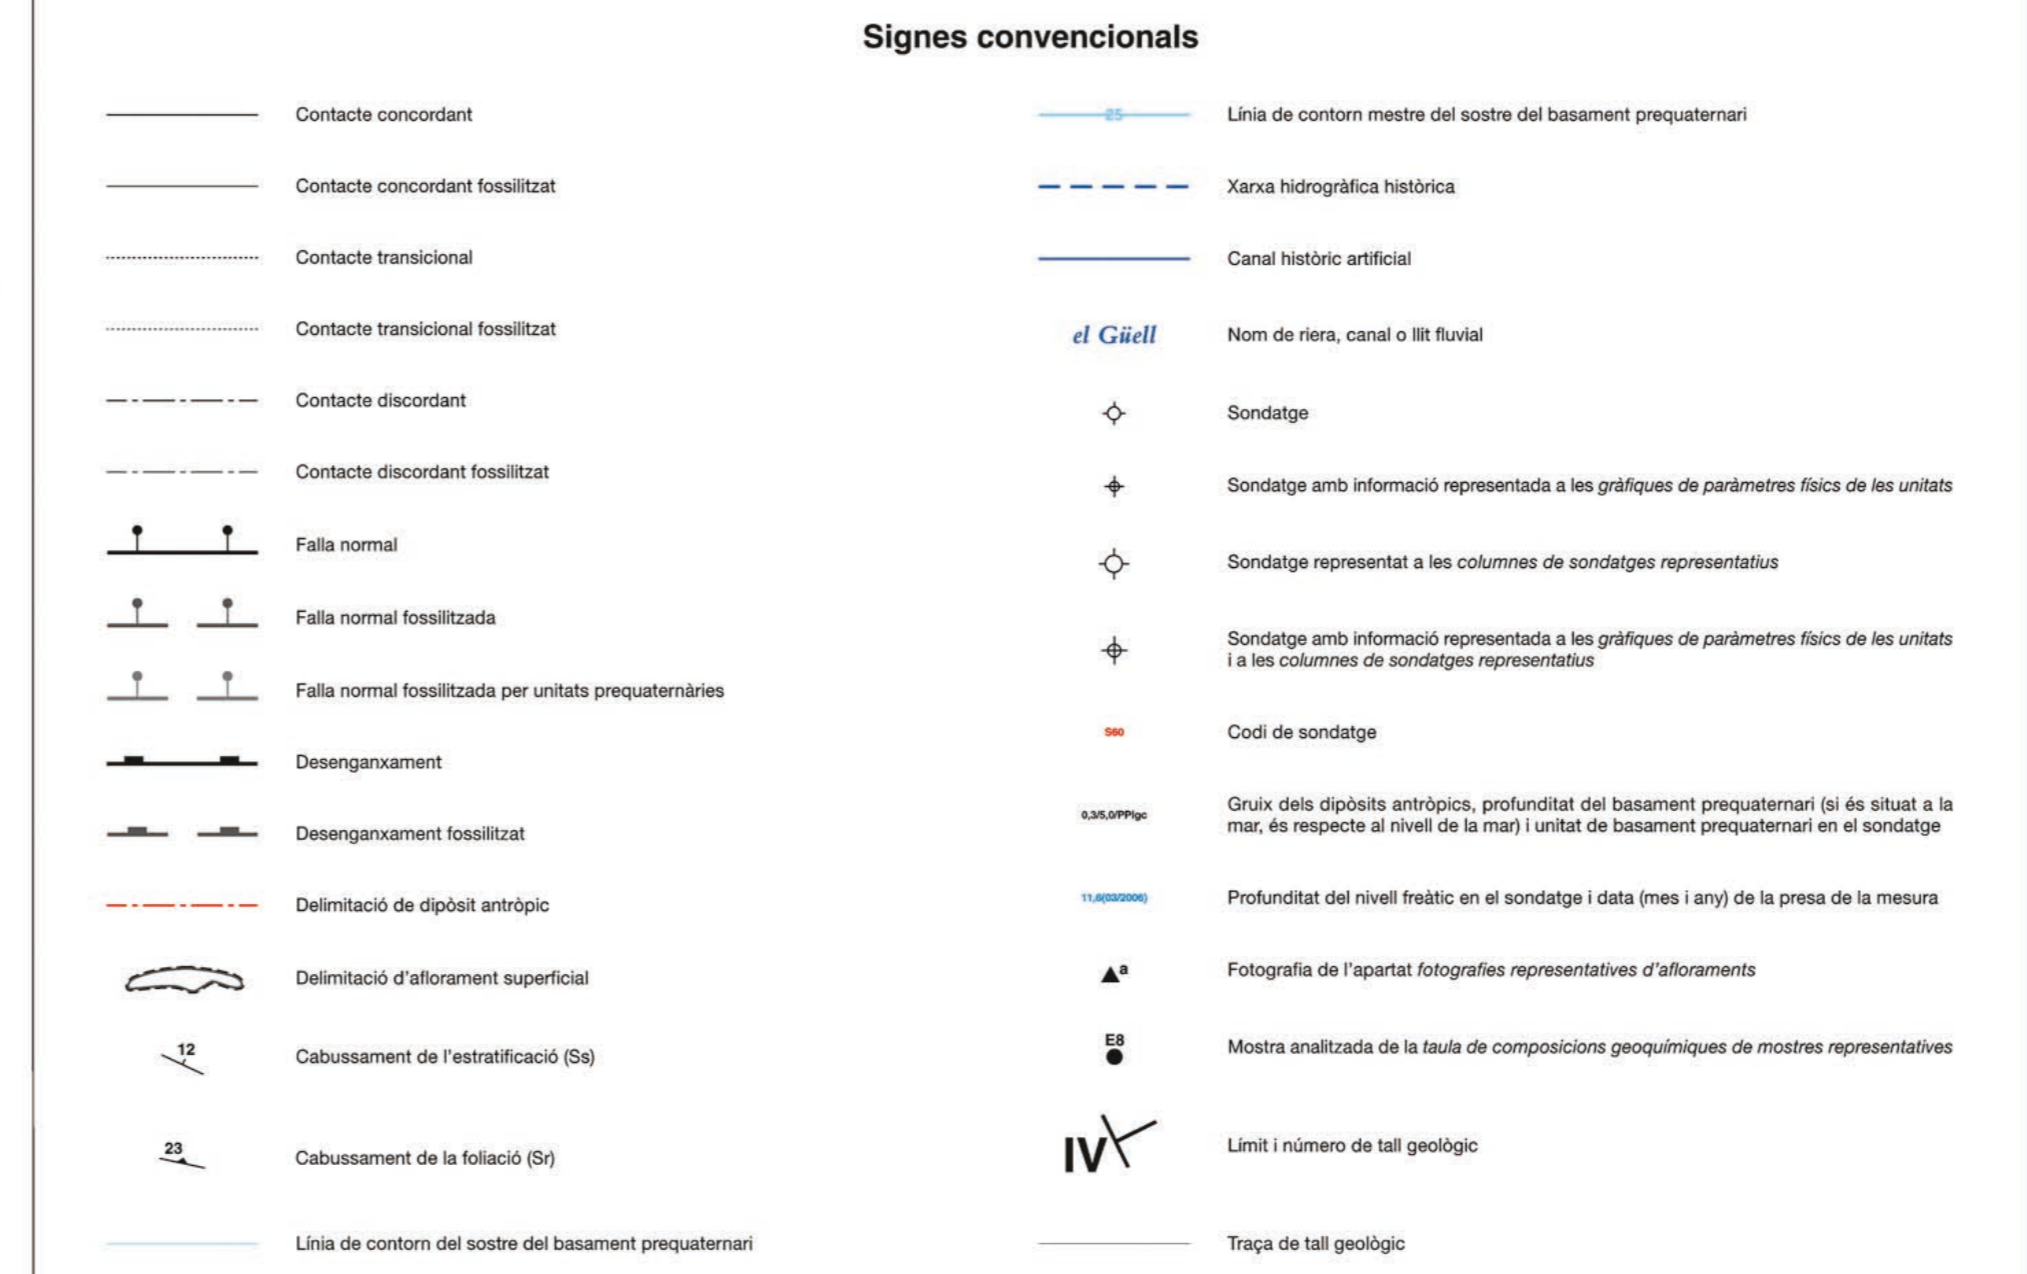 Signes convencionals
Contacte concordant
Contacte concordant fossilitzat
Contacte transicional
Contacte transicional fossilitzat
Contacte discordant
Contacte discordant fossilitzat
Falla normal
Falla normal fossilitzada
Falla normal fossilitzada per unitats prequaternàries
Desenganxament
Desenganxament fossilitzat
Delimitació de dipòsit antròpic
Delimitació d'aflorament superficial
12 Cabussament de l'estratificació (Ss)
23 Cabussament de la foliació (Sr)
Línia de contorn del sostre del basament prequaternari
25 Línia de contorn mestre del sostre del basament prequaternari
Xarxa hidrogràfica històrica
Canal històric artificial
el Güell Nom de riera, canal o llit fluvial
Sondatge
Sondatge amb informació representada a les gràfiques de paràmetres físics de les unitats
Sondatge representat a les columnes de sondatges representatius
Sondatge amb informació representada a les gràfiques de paràmetres físics de les unitats
i a les columnes de sondatges representatius
S60 Codi de sondatge
Gruix dels dipòsits antròpics, profunditat del basament prequaternari (si és situat a la
0,3/5,0/PPlgc mar, és respecte al nivell de la mar) i unitat de basament prequaternari en el sondatge
11,6(03/2006) Profunditat del nivell freàtic en el sondatge i data (mes i any) de la presa de la mesura
a Fotografia de l'apartat fotografies representatives d'afloraments
E8 Mostra analitzada de la taula de composicions geoquímiques de mostres representatives
IV Límit i número de tall geològic
Traça de tall geològic